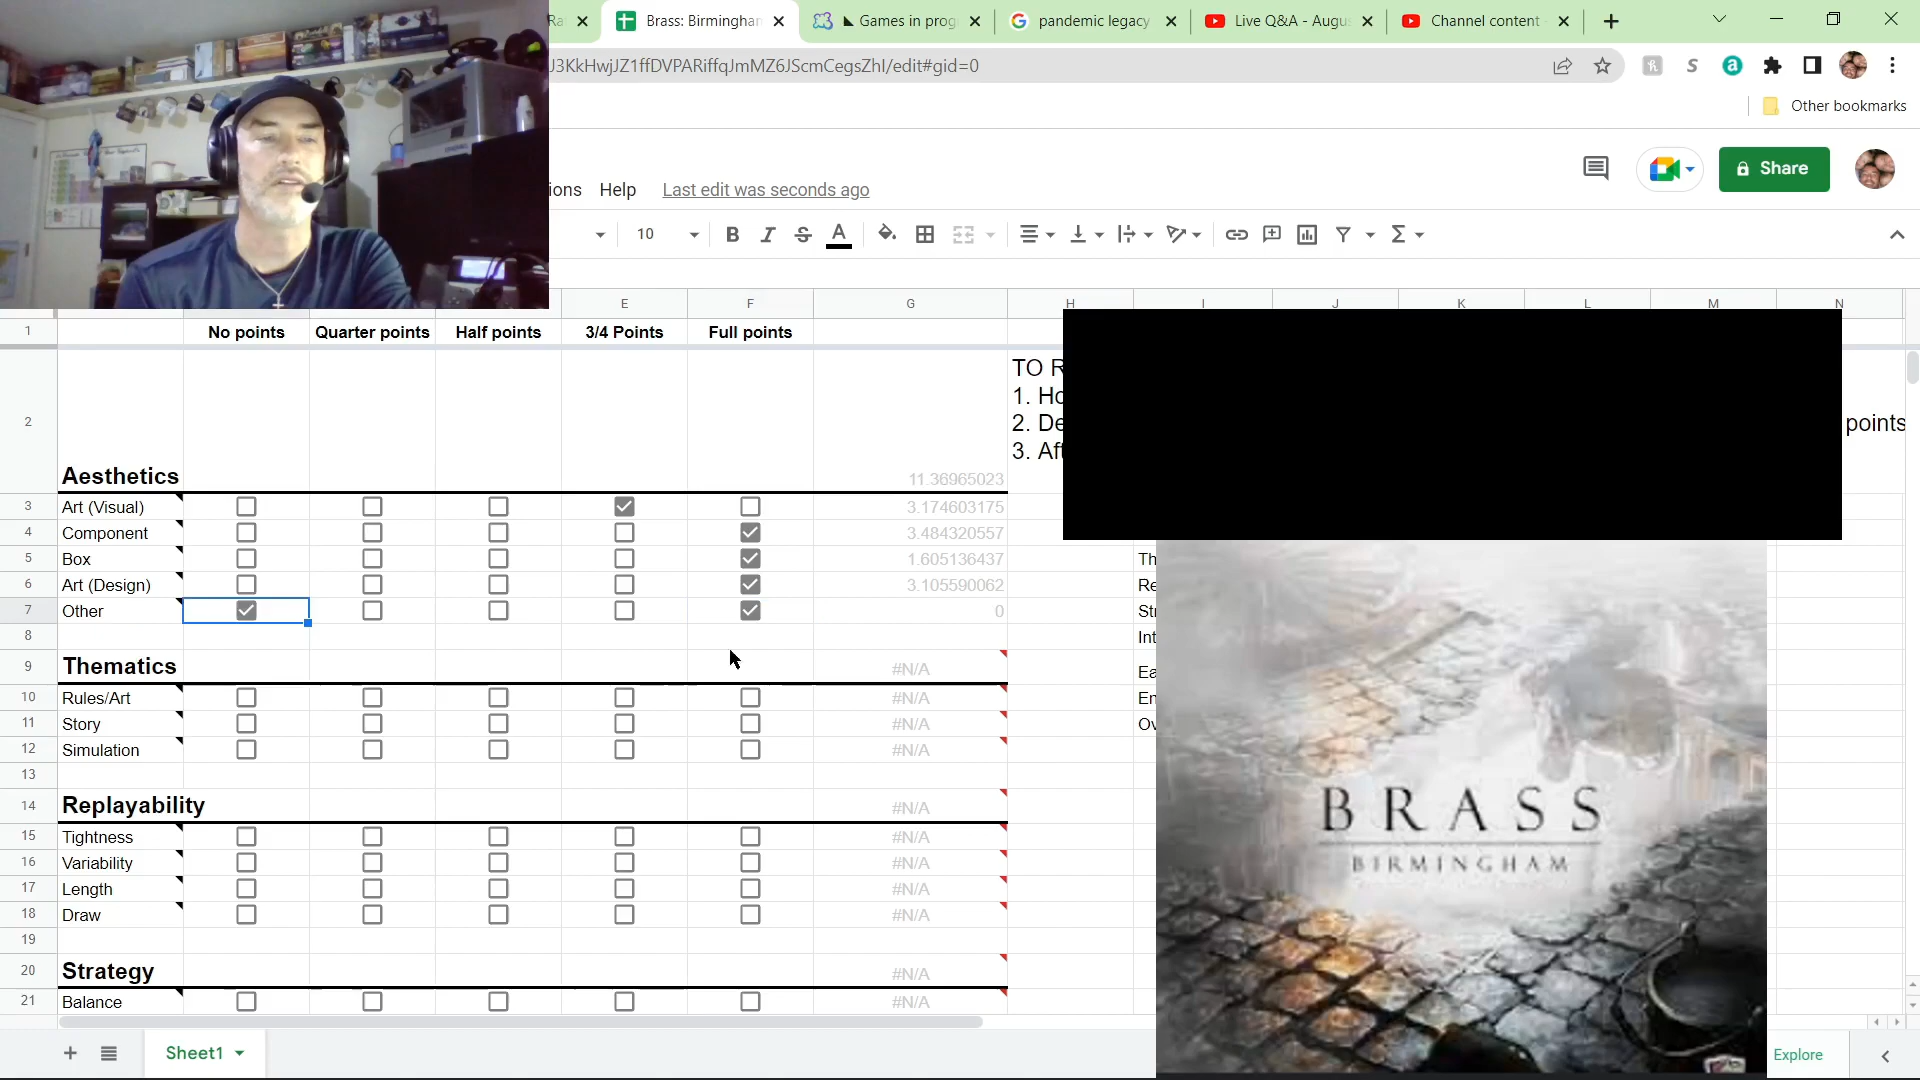 Brass: Birmingham
Games in prog
pandemic legacy
Live Q&A - Augu
Channel content
J3KkHwjJZ1ffDVPARiffqJmMZ6JScmCegsZhI/edit#gid=0
Other bookmarks
ions Help Last edit was seconds ago
Share
10
E F G H I J K L M N
1 No points Quarter points Half points 3/4 Points Full points
TO R
1. Ho
2. De points
3. Aft
2
Aesthetics 11.36965023
3 Art (Visual) 3.174603175
4 Component 3.484320557
5 Box 1.605136437 Th
6 Art (Design) 3.105590062 Re
7 Other 0 Str
8 Int
9 Thematics #N/A Ea
10 Rules/Art #N/A En
11 Story #N/A Ov
12 Simulation #N/A
13
14 Replayability #N/A
15 Tightness #N/A
16 Variability #N/A
17 Length #N/A
18 Draw #N/A
19
20 Strategy #N/A
21 Balance #N/A
BRASS
BIRMINGHAM
Sheet1
Explore